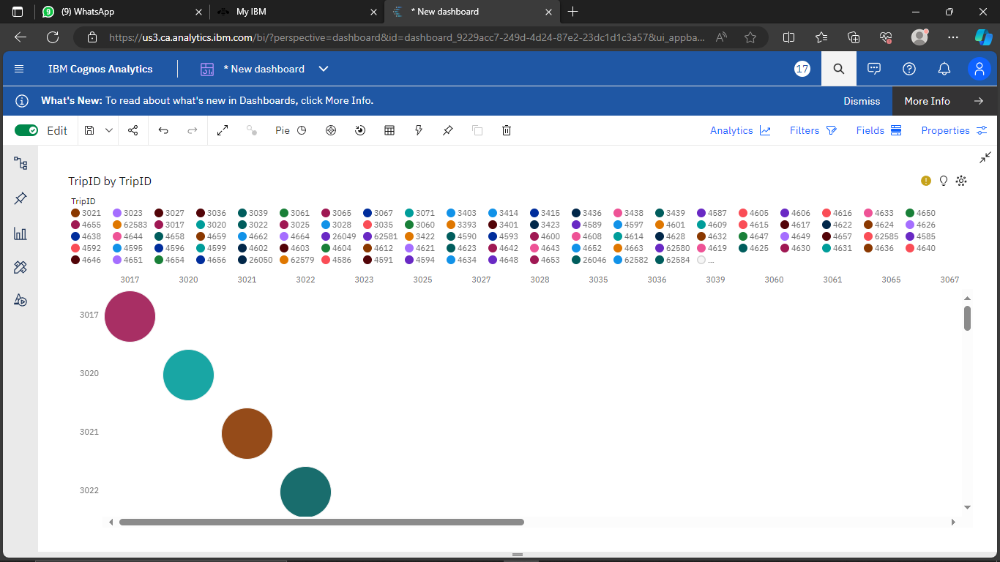 (9) WhatsApp My IBM * New dashboard
https://us3.ca.analytics.ibm.com/bi/?perspective=dashboard&id=dashboard_9229acc7-249d-4d24-87e2-23dc1d1c3a57&ui_appba...
IBM Cognos Analytics * New dashboard 17
What's New: To read about what's new in Dashboards, click More Info. Dismiss More Info
Edit Pie Analytics Filters Fields Properties
TripID by TripID
TripID
3021 3023 3027 3036 3039 3061 3065 3067 3071 3403 3414 3415 3436 3438 3439 4587 4605 4606 4616 4633 4650
4655 62583 3017 3020 3022 3025 3028 3035 3060 3393 3401 3423 4589 4597 4601 4609 4615 4617 4622 4624 4626
4638 4644 4658 4659 4662 4664 26049 62581 3422 4590 4593 4600 4608 4614 4628 4632 4647 4649 4657 62585 4585
4592 4595 4596 4599 4602 4603 4604 4612 4621 4623 4642 4643 4652 4663 62580 4619 4625 4630 4631 4636 4640
4646 4651 4654 4656 26050 62579 4586 4591 4594 4634 4648 4653 26046 62582 62584 ...
3017 3020 3021 3022 3023 3025 3027 3028 3035 3036 3039 3060 3061 3065 3067
3017
3020
3021
3022